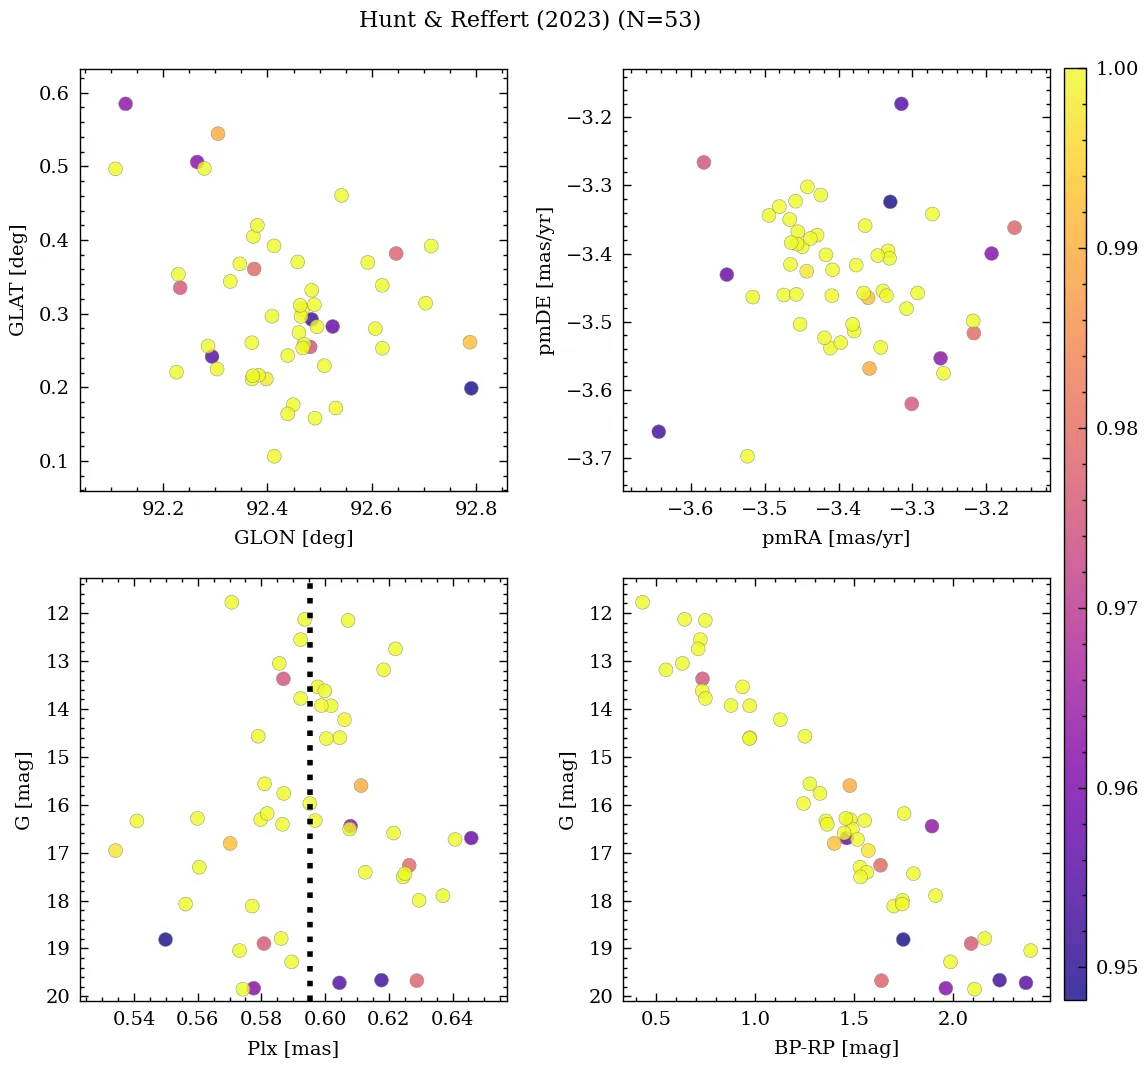 Hunt & Reffert (2023) (N=53)
0.6
0.5
0.4
0.3
0.2
0.1
GLAT [deg]
92.2 92.4 92.6 92.8
GLON [deg]
−3.2
−3.3
−3.4
−3.5
−3.6
−3.7
pmDE [mas/yr]
−3.6 −3.5 −3.4 −3.3 −3.2
pmRA [mas/yr]
12
13
14
15
16
17
18
19
20
G [mag]
0.54 0.56 0.58 0.60 0.62 0.64
Plx [mas]
12
13
14
15
16
17
18
19
20
G [mag]
0.5 1.0 1.5 2.0
BP-RP [mag]
1.00
0.99
0.98
0.97
0.96
0.95